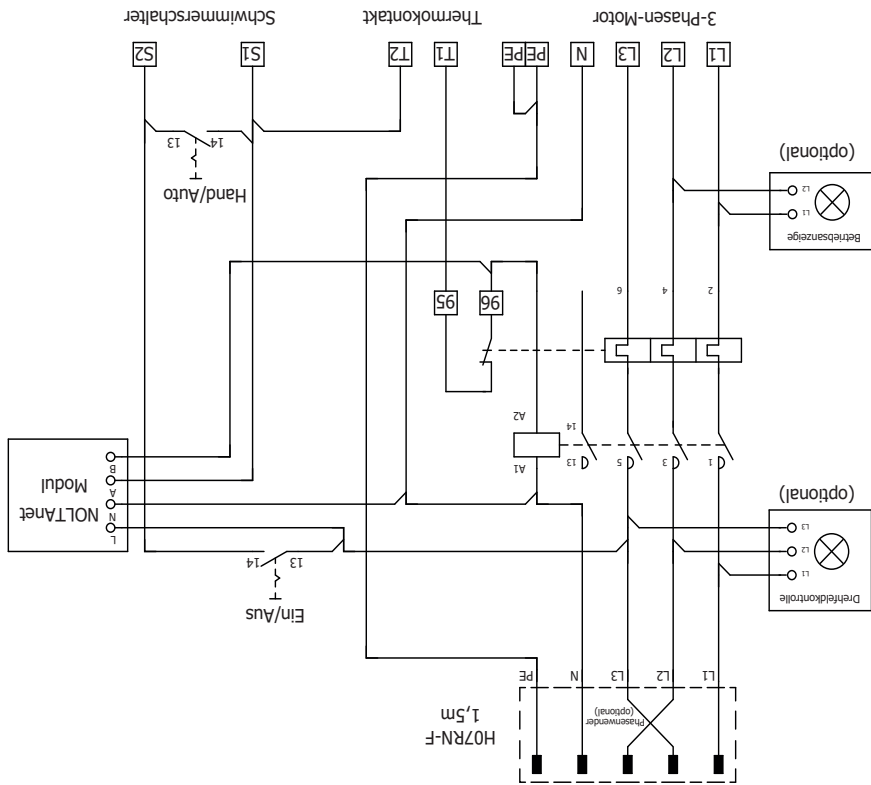 H07RN-F
1,5m
Phasenwender
(optional)
L1 L2 L3 N PE
Drehfeldkontrolle
L1
L2
L3
(optional)
Ein/Aus
13 14
NOLTAnet
Modul
L
N
A
B
1 3 5 13 A1
14 A2
95
96
2 4 6
Betriebsanzeige
L1
L2
(optional)
Hand/Auto
14 13
L1 L2 L3 N PE PE T1 T2 S1 S2
3-Phasen-Motor Thermokontakt Schwimmerschalter